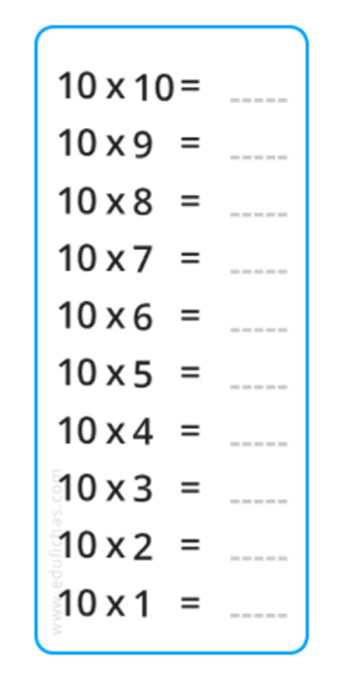 10 x 10 = -----
10 x 9 = -----
10 x 8 = -----
10 x 7 = -----
10 x 6 = -----
10 x 5 = -----
10 x 4 = -----
10 x 3 = -----
10 x 2 = -----
10 x 1 = -----
www.edufichas.com